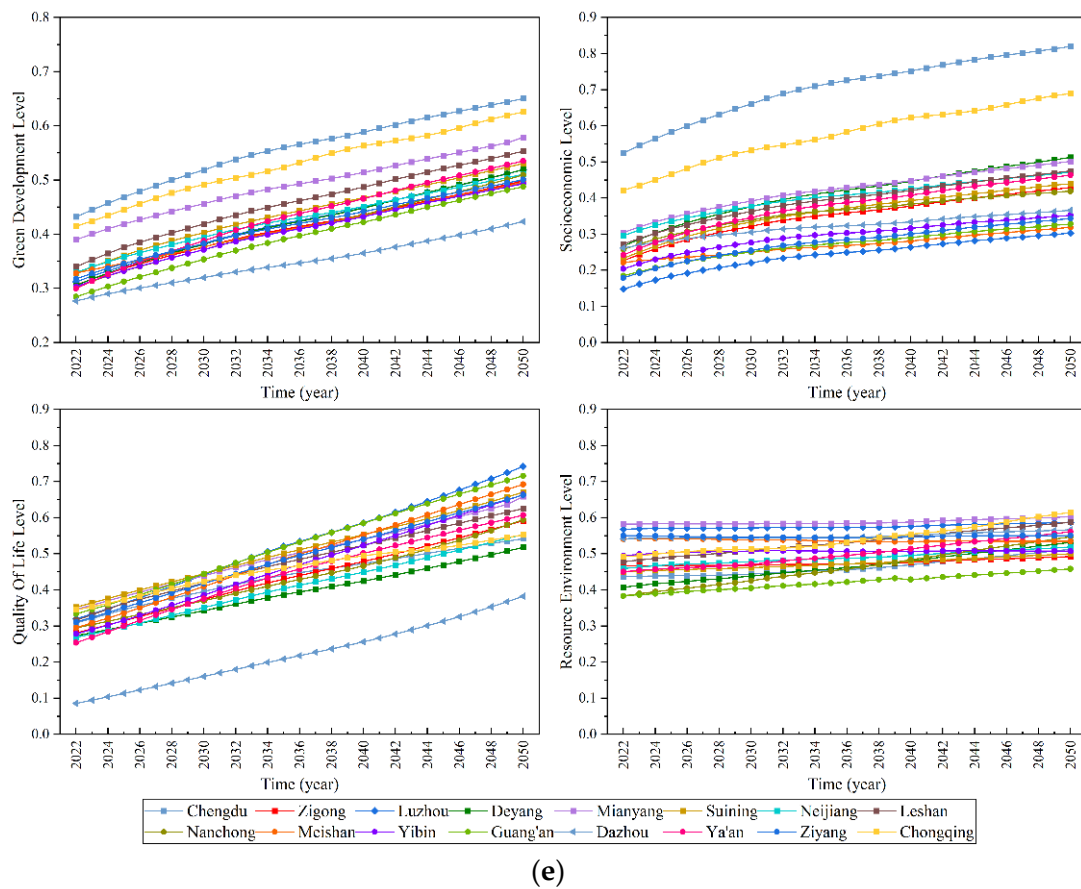 0.8
0.7
0.6
0.5
0.4
0.3
0.2
Green Development Level
2022 2024 2026 2028 2030 2032 2034 2036 2038 2040 2042 2044 2046 2048 2050
Time (year)
0.9
0.8
0.7
0.6
0.5
0.4
0.3
0.2
0.1
0.0
Socioeconomic Level
2022 2024 2026 2028 2030 2032 2034 2036 2038 2040 2042 2044 2046 2048 2050
Time (year)
0.9
0.8
0.7
0.6
0.5
0.4
0.3
0.2
0.1
0.0
Quality Of Life Level
2022 2024 2026 2028 2030 2032 2034 2036 2038 2040 2042 2044 2046 2048 2050
Time (year)
0.9
0.8
0.7
0.6
0.5
0.4
0.3
0.2
0.1
0.0
Resource Environment Level
2022 2024 2026 2028 2030 2032 2034 2036 2038 2040 2042 2044 2046 2048 2050
Time (year)
Chengdu Zigong Luzhou Deyang Mianyang Suining Neijiang Leshan
Nanchong Meishan Yibin Guang'an Dazhou Ya'an Ziyang Chongqing
(e)